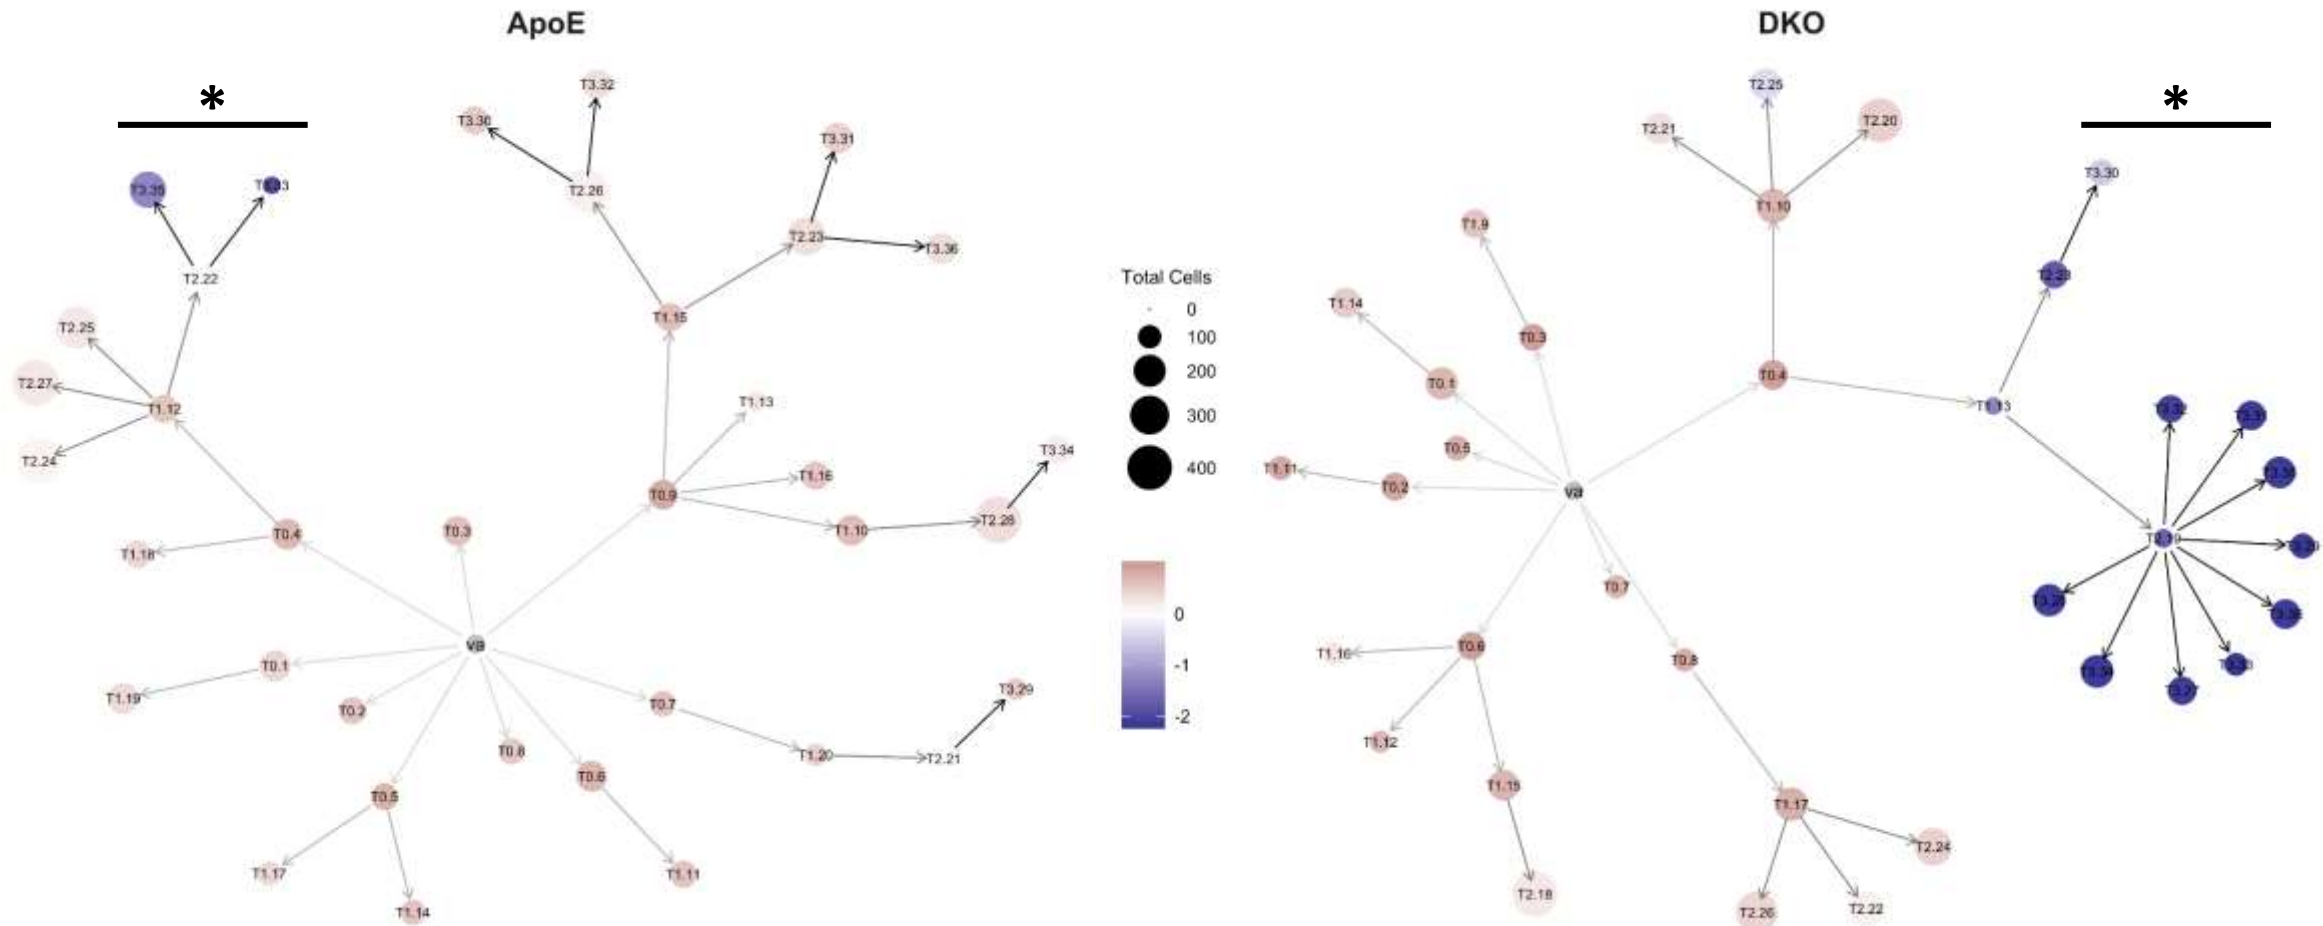 ApoE
*
T3.32
T3.30
T3.31
T3.35
T2.26
T2.23
T3.36
T2.22
T2.25
T1.15
T2.27
T1.12
T1.13
T2.24
T3.34
T1.16
T0.9
T2.28
T1.10
T0.4
T0.3
T1.18
va
T0.1
T3.29
T1.19
T0.7
T0.2
T0.8
T1.20
T2.21
T0.6
T0.5
T1.17
T1.11
T1.14
Total Cells
0
100
200
300
400
0
-1
-2
DKO
*
T2.25
T2.21
T2.20
T3.30
T1.10
T1.9
T2.23
T1.14
T0.3
T0.4
T0.1
T1.13
T0.5
T1.11
T0.2
va
T2.19
T0.7
T0.6
T1.16
T0.8
T1.12
T1.15
T1.17
T2.24
T2.18
T2.26
T2.22